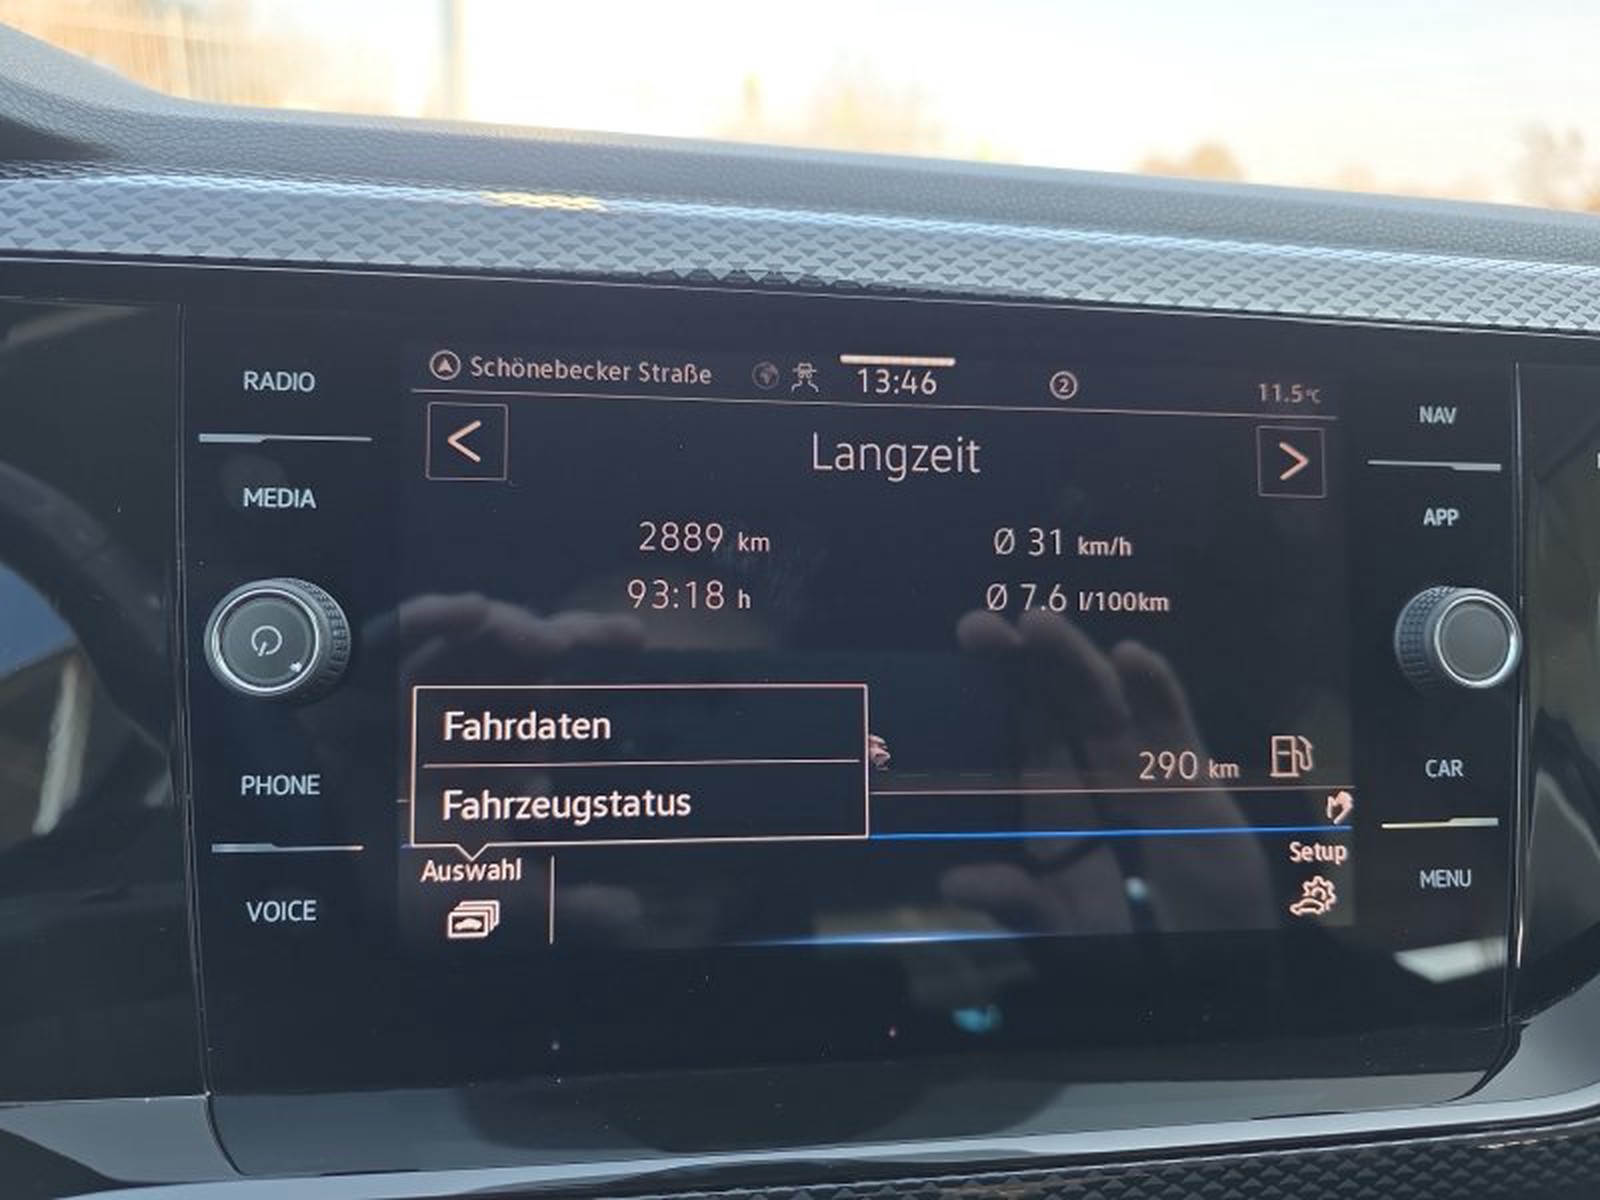 RADIO
MEDIA
PHONE
VOICE
Schönebecker Straße
13:46
2
11.5°C
Langzeit
2889 km
Ø 31 km/h
93:18 h
Ø 7.6 l/100km
Fahrdaten
Fahrzeugstatus
290 km
Auswahl
Setup
NAV
APP
CAR
MENU